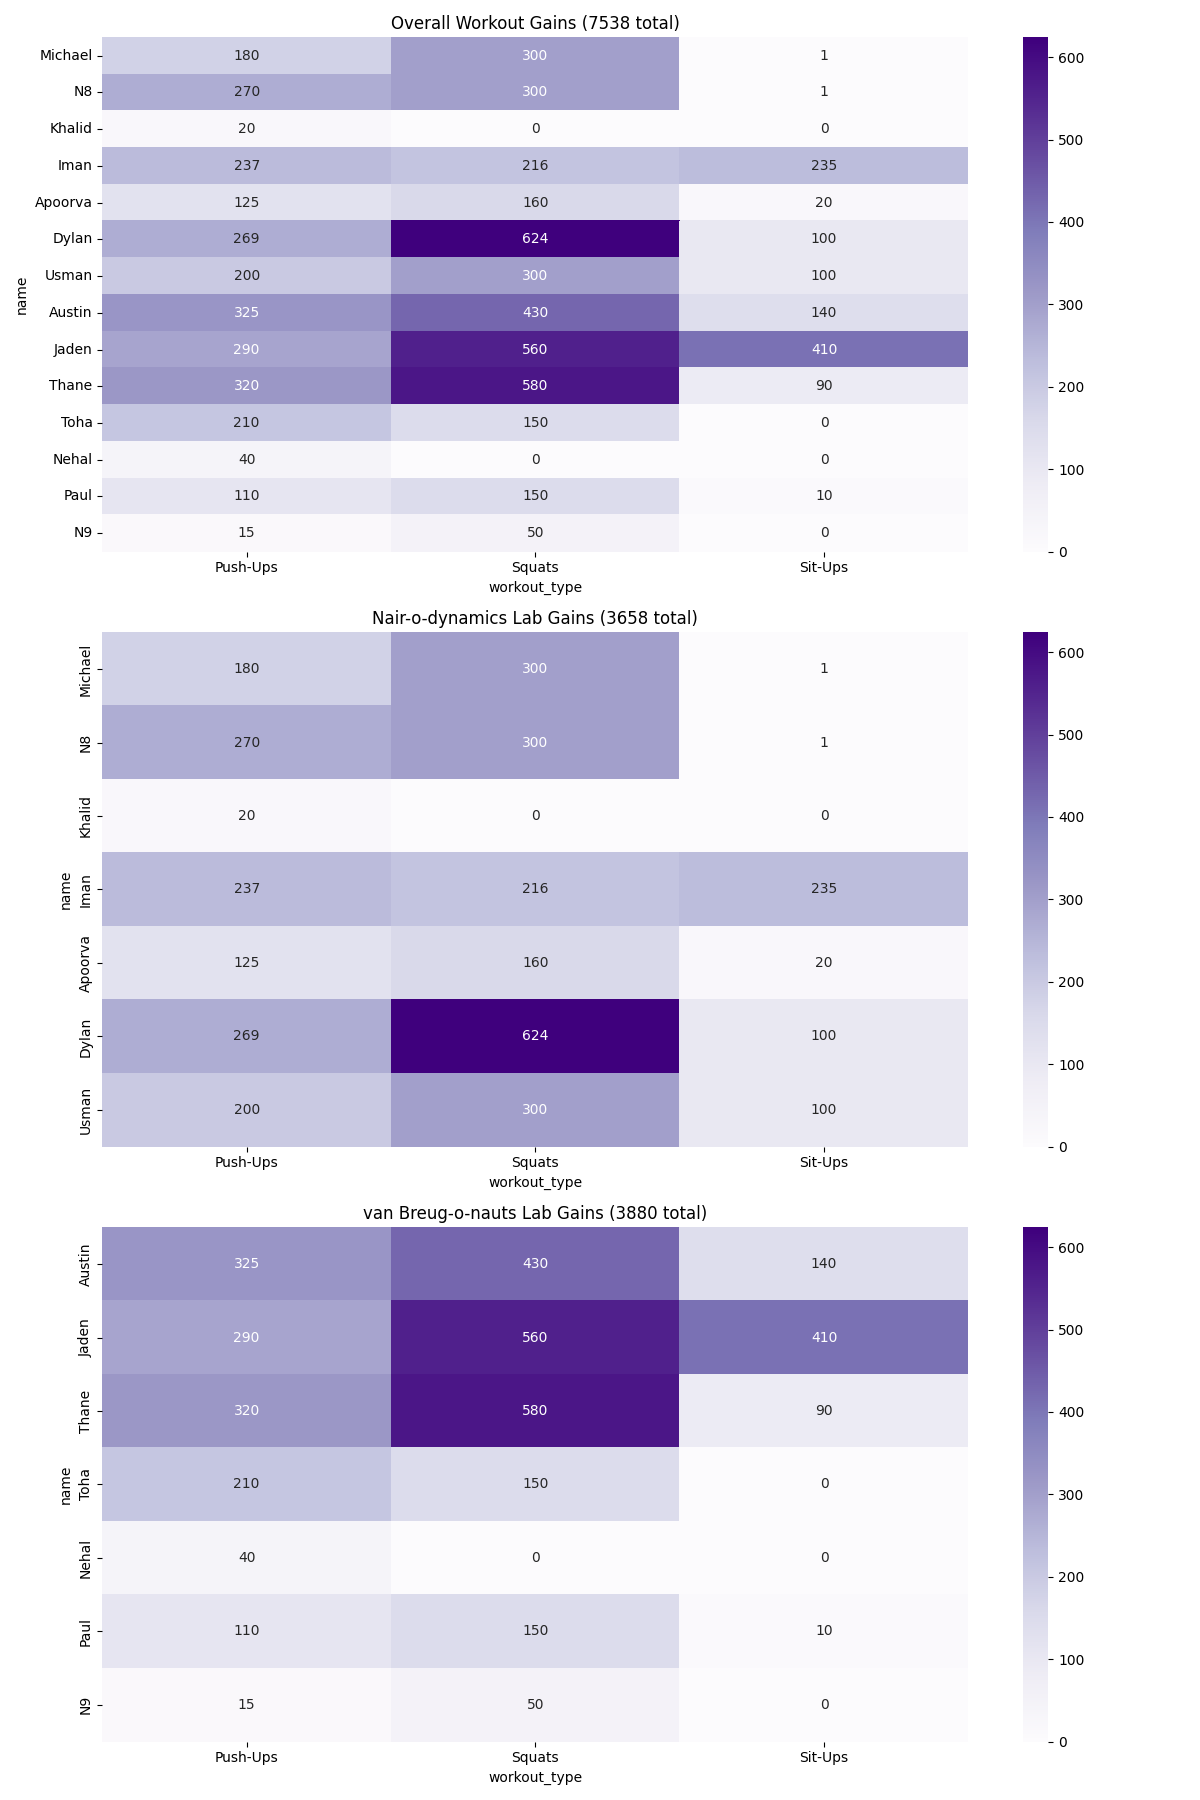 Overall Workout Gains (7538 total)
name
Michael 180 300 1
N8 270 300 1
Khalid 20 0 0
Iman 237 216 235
Apoorva 125 160 20
Dylan 269 624 100
Usman 200 300 100
Austin 325 430 140
Jaden 290 560 410
Thane 320 580 90
Toha 210 150 0
Nehal 40 0 0
Paul 110 150 10
N9 15 50 0
Push-Ups Squats Sit-Ups
workout_type
600
500
400
300
200
100
0
Nair-o-dynamics Lab Gains (3658 total)
name
Michael 180 300 1
N8 270 300 1
Khalid 20 0 0
Iman 237 216 235
Apoorva 125 160 20
Dylan 269 624 100
Usman 200 300 100
Push-Ups Squats Sit-Ups
workout_type
600
500
400
300
200
100
0
van Breug-o-nauts Lab Gains (3880 total)
name
Austin 325 430 140
Jaden 290 560 410
Thane 320 580 90
Toha 210 150 0
Nehal 40 0 0
Paul 110 150 10
N9 15 50 0
Push-Ups Squats Sit-Ups
workout_type
600
500
400
300
200
100
0